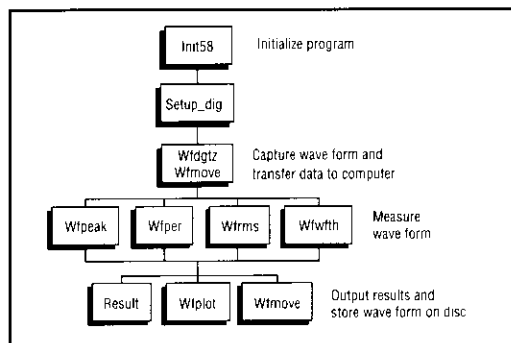 Init58
Initialize program
Setup_dig
Wfdgtz
Wfmove
Capture wave form and
transfer data to computer
Wfpeak
Wfper
Wfrms
Wfwfth
Measure
wave form
Result
Wfplot
Wfmove
Output results and
store wave form on disc